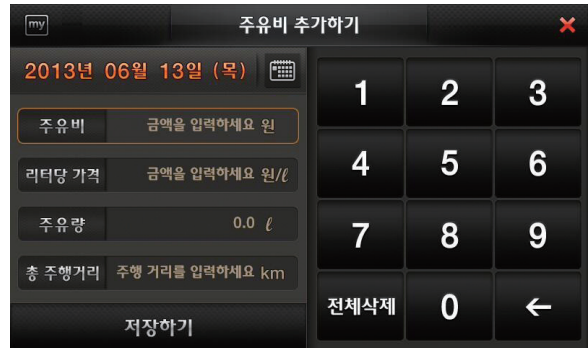 my 주유비 추가하기
2013년 06월 13일 (목)
주유비 금액을 입력하세요 원
리터당 가격 금액을 입력하세요 원/ℓ
주유량 0.0 ℓ
총 주행거리 주행 거리를 입력하세요 km
저장하기
1 2 3
4 5 6
7 8 9
전체삭제 0 ←